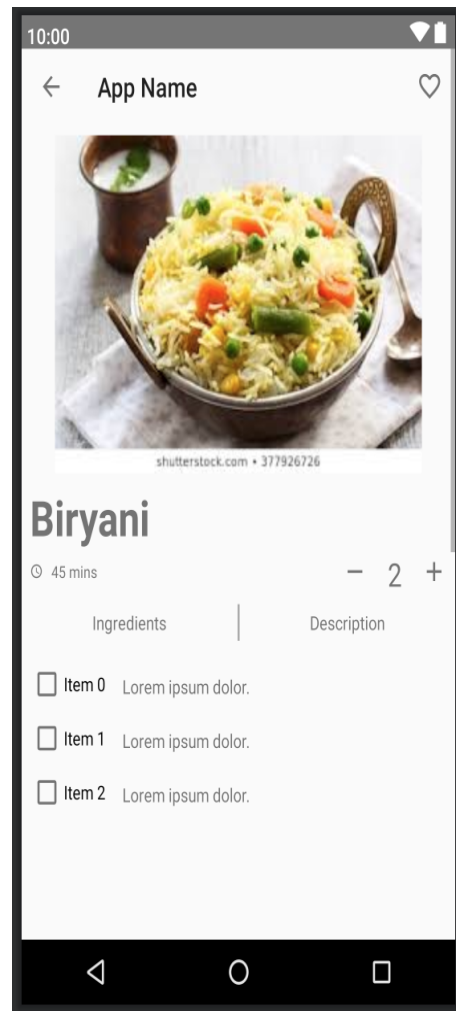 10:00
App Name
shutterstock.com • 377926726
Biryani
45 mins
2
Ingredients Description
Item 0 Lorem ipsum dolor.
Item 1 Lorem ipsum dolor.
Item 2 Lorem ipsum dolor.